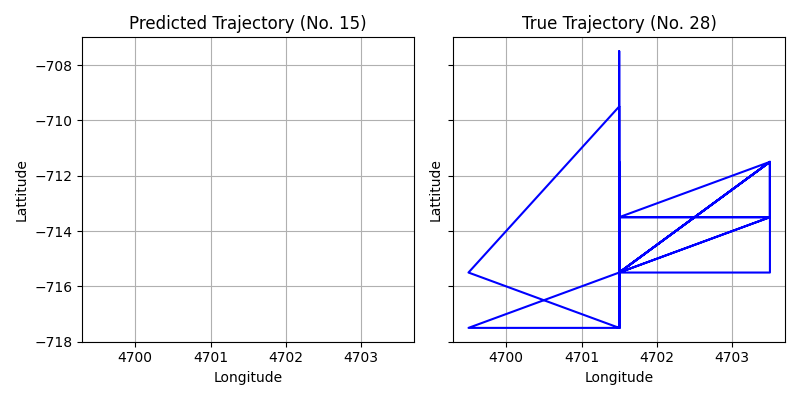 Predicted Trajectory (No. 15)
−708
−710
−712
−714
−716
−718
Lattitude
4700 4701 4702 4703
Longitude
True Trajectory (No. 28)
Lattitude
4700 4701 4702 4703
Longitude